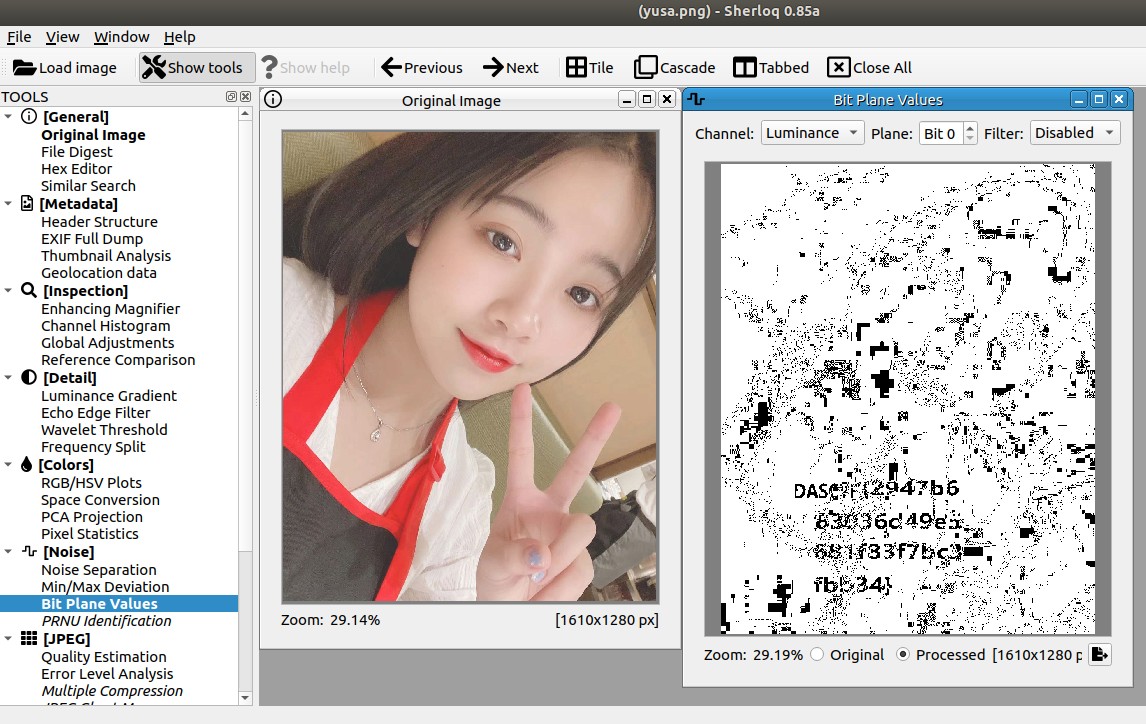 (yusa.png) - Sherloq 0.85a
File View Window Help
Load image Show tools Show help Previous Next Tile Cascade Tabbed Close All
TOOLS
[General]
Original Image
File Digest
Hex Editor
Similar Search
[Metadata]
Header Structure
EXIF Full Dump
Thumbnail Analysis
Geolocation data
[Inspection]
Enhancing Magnifier
Channel Histogram
Global Adjustments
Reference Comparison
[Detail]
Luminance Gradient
Echo Edge Filter
Wavelet Threshold
Frequency Split
[Colors]
RGB/HSV Plots
Space Conversion
PCA Projection
Pixel Statistics
[Noise]
Noise Separation
Min/Max Deviation
Bit Plane Values
PRNU Identification
[JPEG]
Quality Estimation
Error Level Analysis
Multiple Compression
Original Image
Zoom: 29.14% [1610x1280 px]
Bit Plane Values
Channel: Luminance Plane: Bit 0 Filter: Disabled
DASCTF{2947b6
63036cd49e5
681f33f7bc3
fbb34}
Zoom: 29.19% Original Processed [1610x1280 p